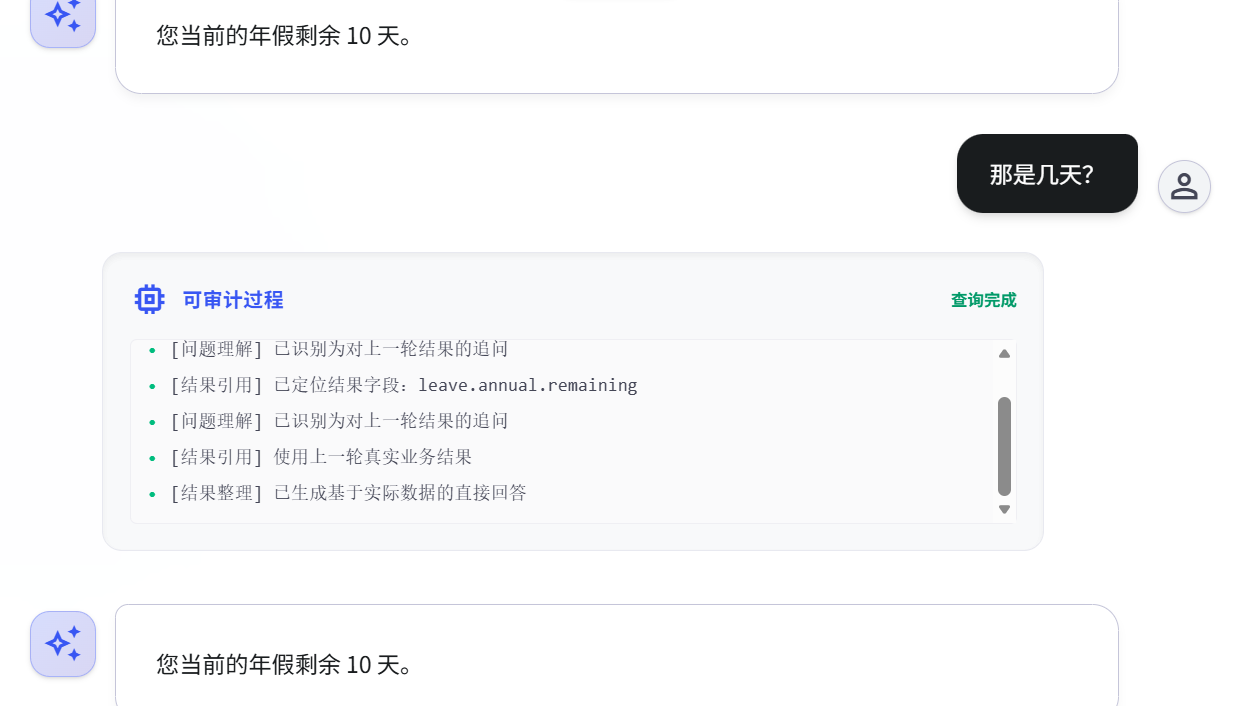 您当前的年假剩余 10 天。
那是几天？
可审计过程
查询完成
[问题理解] 已识别为对上一轮结果的追问
[结果引用] 已定位结果字段：leave.annual.remaining
[问题理解] 已识别为对上一轮结果的追问
[结果引用] 使用上一轮真实业务结果
[结果整理] 已生成基于实际数据的直接回答
您当前的年假剩余 10 天。